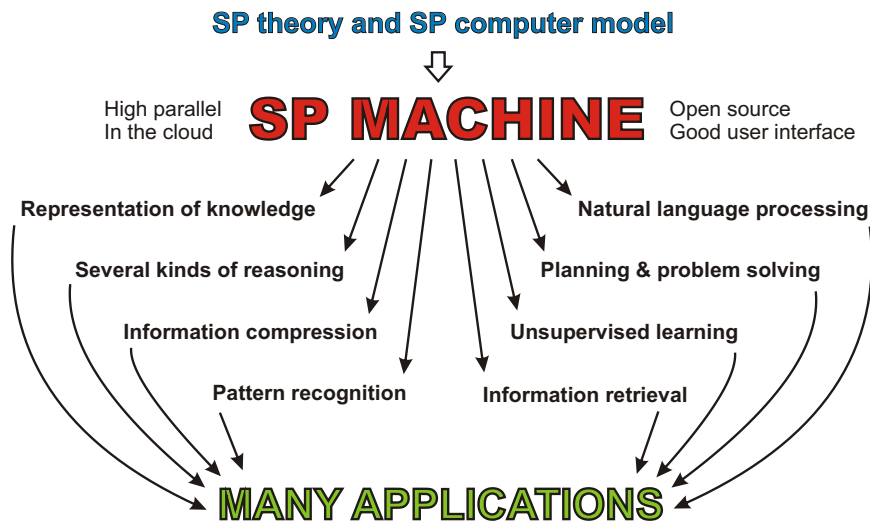 SP theory and SP computer model
High parallel
In the cloud
SP MACHINE
Open source
Good user interface
Representation of knowledge
Natural language processing
Several kinds of reasoning
Planning & problem solving
Information compression
Unsupervised learning
Pattern recognition
Information retrieval
MANY APPLICATIONS